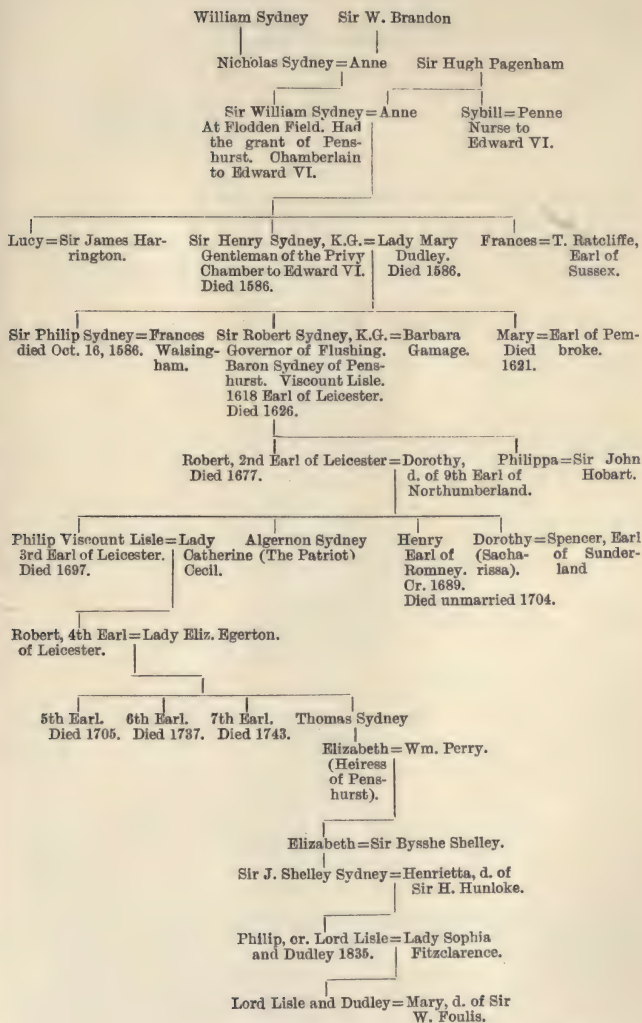 William Sydney Sir W. Brandon
Nicholas Sydney=Anne Sir Hugh Pagenham
Sir William Sydney=Anne Sybill=Penne
At Flodden Field. Had Nurse to
the grant of Pens- Edward VI.
hurst. Chamberlain
to Edward VI.
Lucy=Sir James Har- Sir Henry Sydney, K.G.=Lady Mary Frances=T. Ratcliffe,
rington. Gentleman of the Privy Dudley. Earl of
Chamber to Edward VI. Died 1586. Sussex.
Died 1586.
Sir Philip Sydney=Frances Sir Robert Sydney, K.G.=Barbara Mary=Earl of Pem-
died Oct. 16, 1586. Walsing- Governor of Flushing. Gamage. Died broke.
ham. Baron Sydney of Pens- 1621.
hurst. Viscount Lisle.
1618 Earl of Leicester.
Died 1626.
Robert, 2nd Earl of Leicester=Dorothy, Philippa=Sir John
Died 1677. d. of 9th Earl of Hobart.
Northumberland.
Philip Viscount Lisle=Lady Algernon Sydney Henry Dorothy=Spencer, Earl
3rd Earl of Leicester. Catherine (The Patriot) Earl of (Sacha- of Sunder-
Died 1697. Cecil. Romney. rissa). land
Cr. 1689.
Died unmarried 1704.
Robert, 4th Earl=Lady Eliz. Egerton.
of Leicester.
5th Earl. 6th Earl. 7th Earl. Thomas Sydney
Died 1705. Died 1737. Died 1743.
Elizabeth=Wm. Perry.
(Heiress
of Pens-
hurst).
Elizabeth=Sir Bysshe Shelley.
Sir J. Shelley Sydney=Henrietta, d. of
Sir H. Hunloke.
Philip, cr. Lord Lisle=Lady Sophia
and Dudley 1835. Fitzclarence.
Lord Lisle and Dudley=Mary, d. of Sir
W. Foulis.